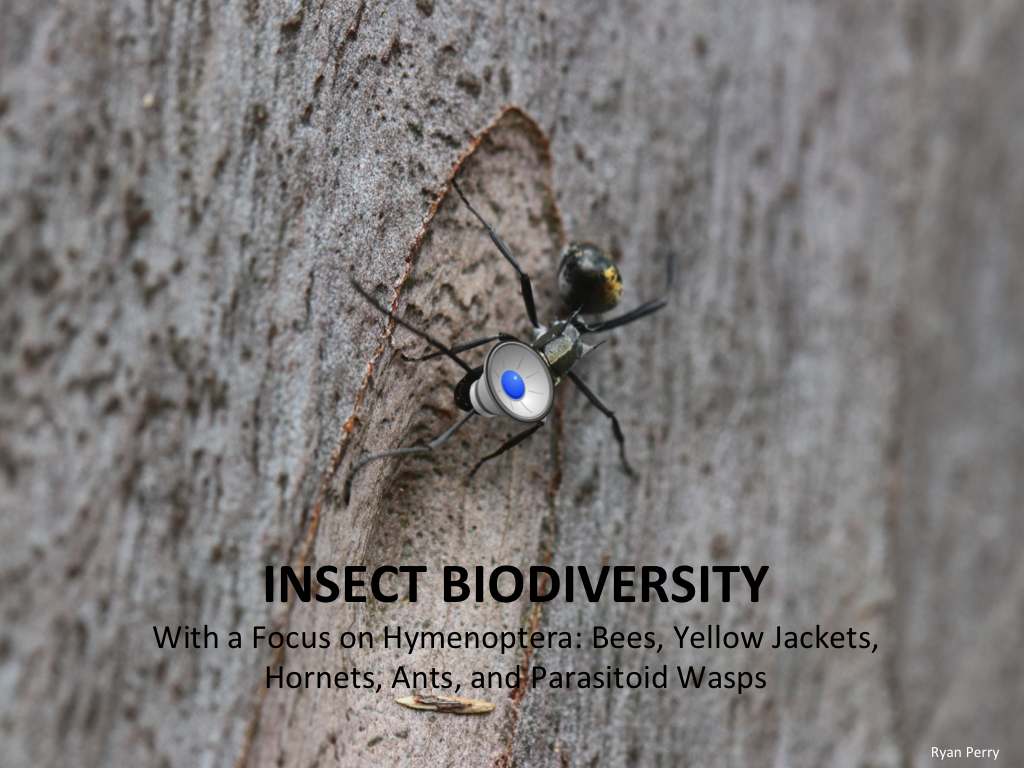 INSECT BIODIVERSITY
With a Focus on Hymenoptera: Bees, Yellow Jackets,
Hornets, Ants, and Parasitoid Wasps
Ryan Perry